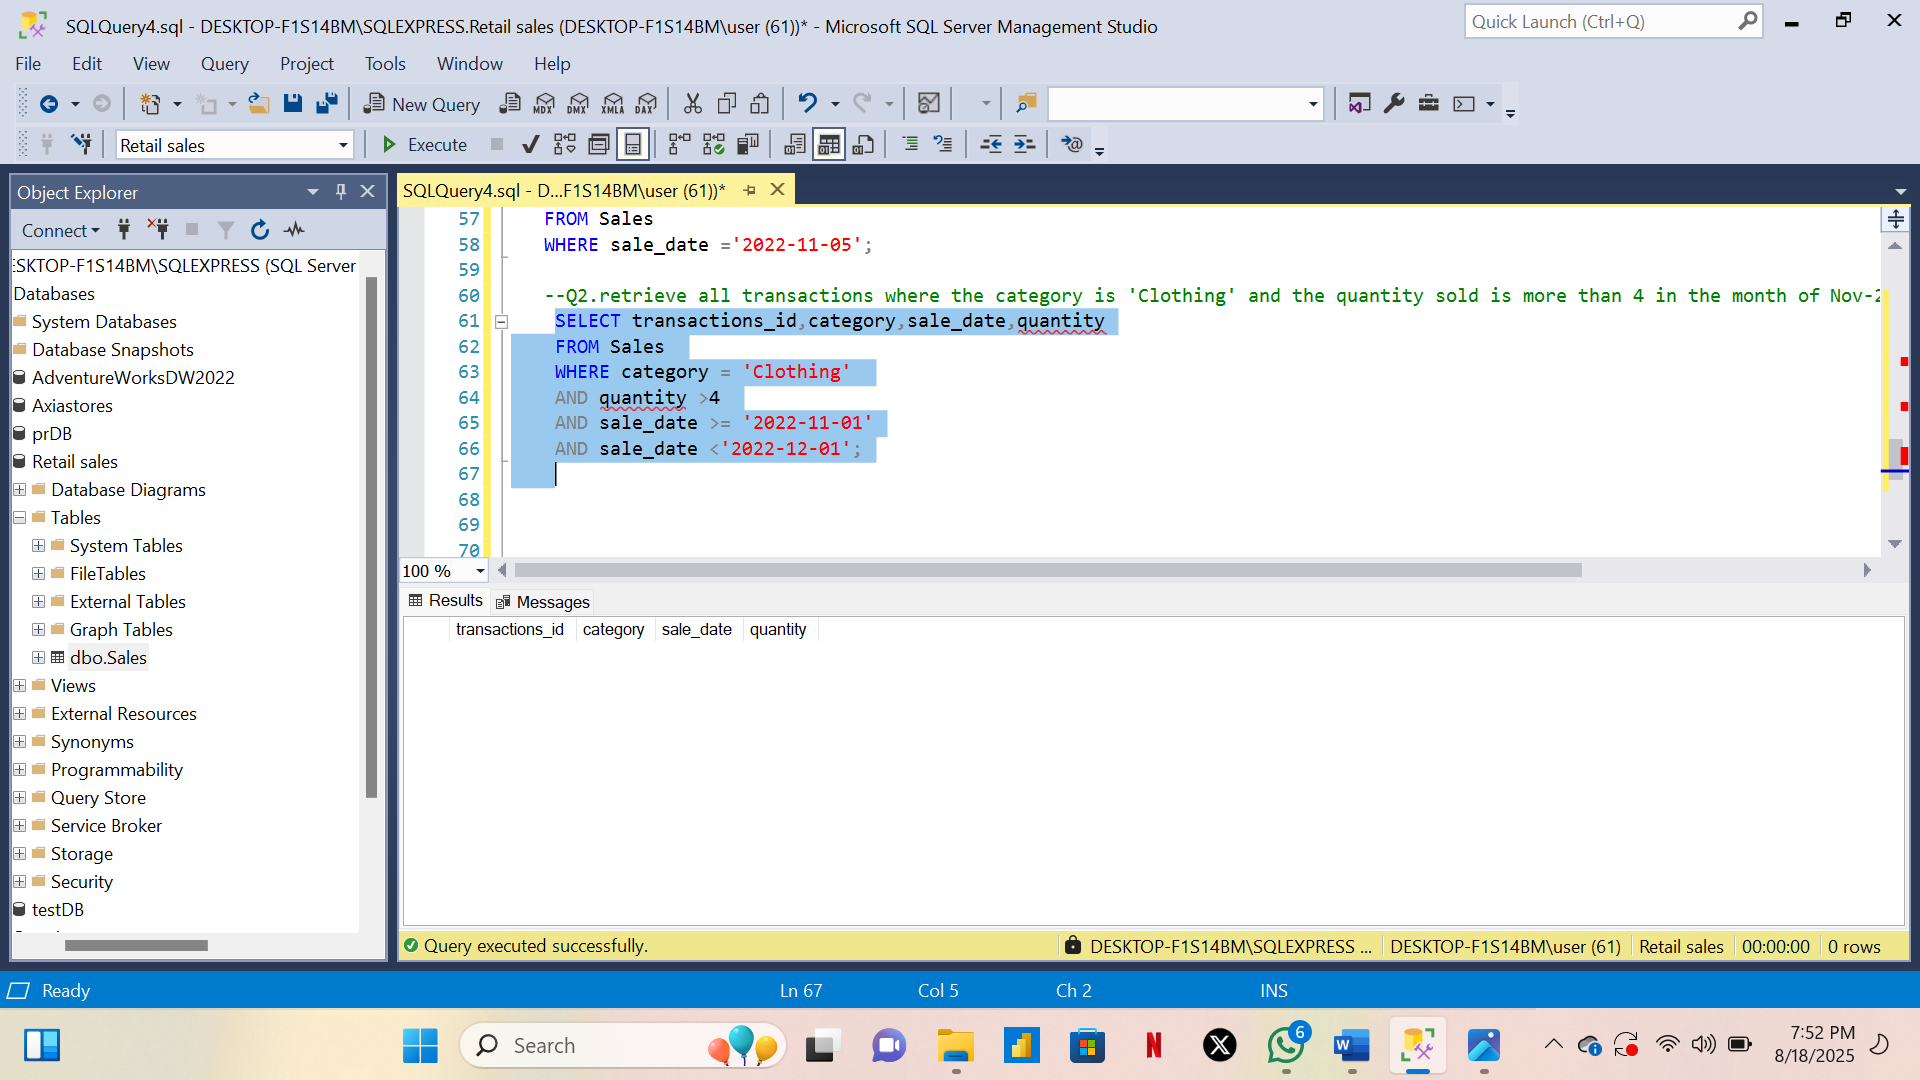 SQLQuery4.sql - DESKTOP-F1S14BM\SQLEXPRESS.Retail sales (DESKTOP-F1S14BM\user (61))* - Microsoft SQL Server Management Studio
Quick Launch (Ctrl+Q)
File Edit View Query Project Tools Window Help
New Query
MDX DMX XMLA DAX
Retail sales
Execute
Object Explorer
Connect
ESKTOP-F1S14BM\SQLEXPRESS (SQL Server
Databases
System Databases
Database Snapshots
AdventureWorksDW2022
Axiastores
prDB
Retail sales
Database Diagrams
Tables
System Tables
FileTables
External Tables
Graph Tables
dbo.Sales
Views
External Resources
Synonyms
Programmability
Query Store
Service Broker
Storage
Security
testDB
SQLQuery4.sql - D...F1S14BM\user (61))*
57 FROM Sales
58 WHERE sale_date ='2022-11-05';
59
60 --Q2.retrieve all transactions where the category is 'Clothing' and the quantity sold is more than 4 in the month of Nov-2
61 SELECT transactions_id,category,sale_date,quantity
62 FROM Sales
63 WHERE category = 'Clothing'
64 AND quantity >4
65 AND sale_date >= '2022-11-01'
66 AND sale_date <'2022-12-01';
67
68
69
70
100 %
Results Messages
transactions_id category sale_date quantity
Query executed successfully.
DESKTOP-F1S14BM\SQLEXPRESS ... DESKTOP-F1S14BM\user (61) Retail sales 00:00:00 0 rows
Ready Ln 67 Col 5 Ch 2 INS
Search
6
7:52 PM
8/18/2025